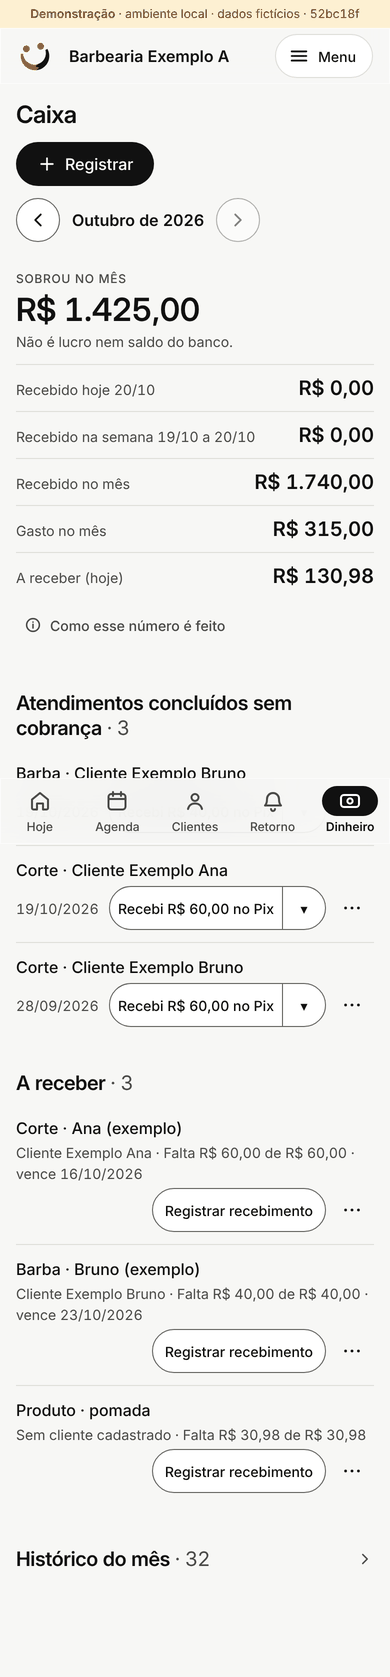 Demonstração · ambiente local · dados fictícios · 52bc18f
Barbearia Exemplo A
Menu
Caixa
Registrar
Outubro de 2026
SOBROU NO MÊS
R$ 1.425,00
Não é lucro nem saldo do banco.
Recebido hoje 20/10 R$ 0,00
Recebido na semana 19/10 a 20/10 R$ 0,00
Recebido no mês R$ 1.740,00
Gasto no mês R$ 315,00
A receber (hoje) R$ 130,98
Como esse número é feito
Atendimentos concluídos sem
cobrança · 3
Barba · Cliente Exemplo Bruno
Hoje Agenda Clientes Retorno Dinheiro
Corte · Cliente Exemplo Ana
19/10/2026 Recebi R$ 60,00 no Pix
Corte · Cliente Exemplo Bruno
28/09/2026 Recebi R$ 60,00 no Pix
A receber · 3
Corte · Ana (exemplo)
Cliente Exemplo Ana · Falta R$ 60,00 de R$ 60,00 ·
vence 16/10/2026
Registrar recebimento
Barba · Bruno (exemplo)
Cliente Exemplo Bruno · Falta R$ 40,00 de R$ 40,00 ·
vence 23/10/2026
Registrar recebimento
Produto · pomada
Sem cliente cadastrado · Falta R$ 30,98 de R$ 30,98
Registrar recebimento
Histórico do mês · 32